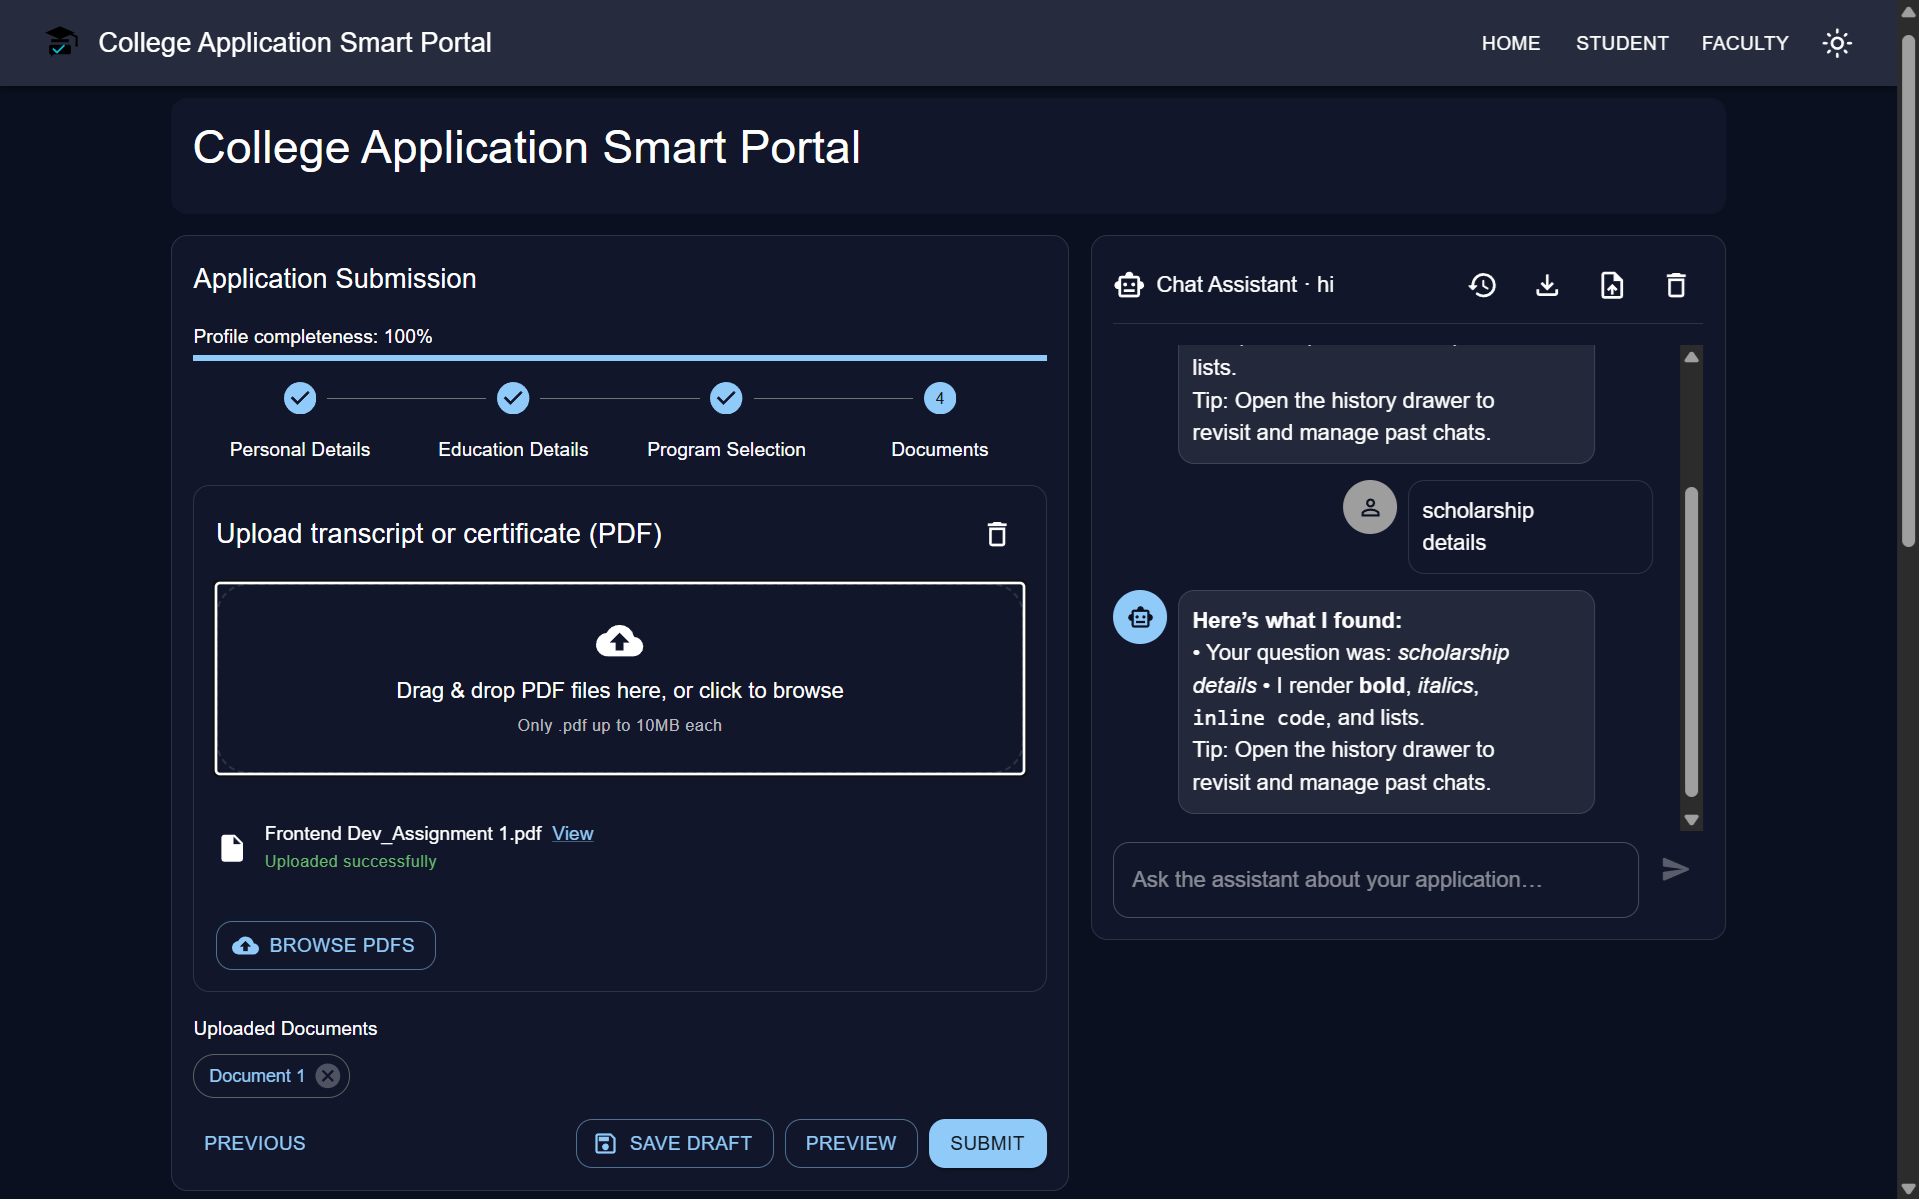 College Application Smart Portal
HOME
STUDENT
FACULTY
College Application Smart Portal
Application Submission
Profile completeness: 100%
4
Personal Details
Education Details
Program Selection
Documents
Upload transcript or certificate (PDF)
Drag & drop PDF files here, or click to browse
Only .pdf up to 10MB each
Frontend Dev_Assignment 1.pdf View
Uploaded successfully
BROWSE PDFS
Uploaded Documents
Document 1
PREVIOUS
SAVE DRAFT
PREVIEW
SUBMIT
Chat Assistant · hi
lists.
Tip: Open the history drawer to
revisit and manage past chats.
scholarship
details
Here’s what I found:
• Your question was: scholarship
details • I render bold, italics,
inline code, and lists.
Tip: Open the history drawer to
revisit and manage past chats.
Ask the assistant about your application…